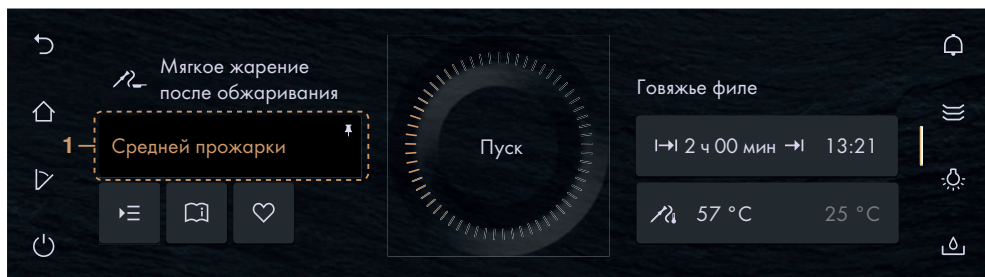 Мягкое жарение
после обжаривания
1
Средней прожарки
Пуск
Говяжье филе
2 ч 00 мин 13:21
57 °C 25 °C